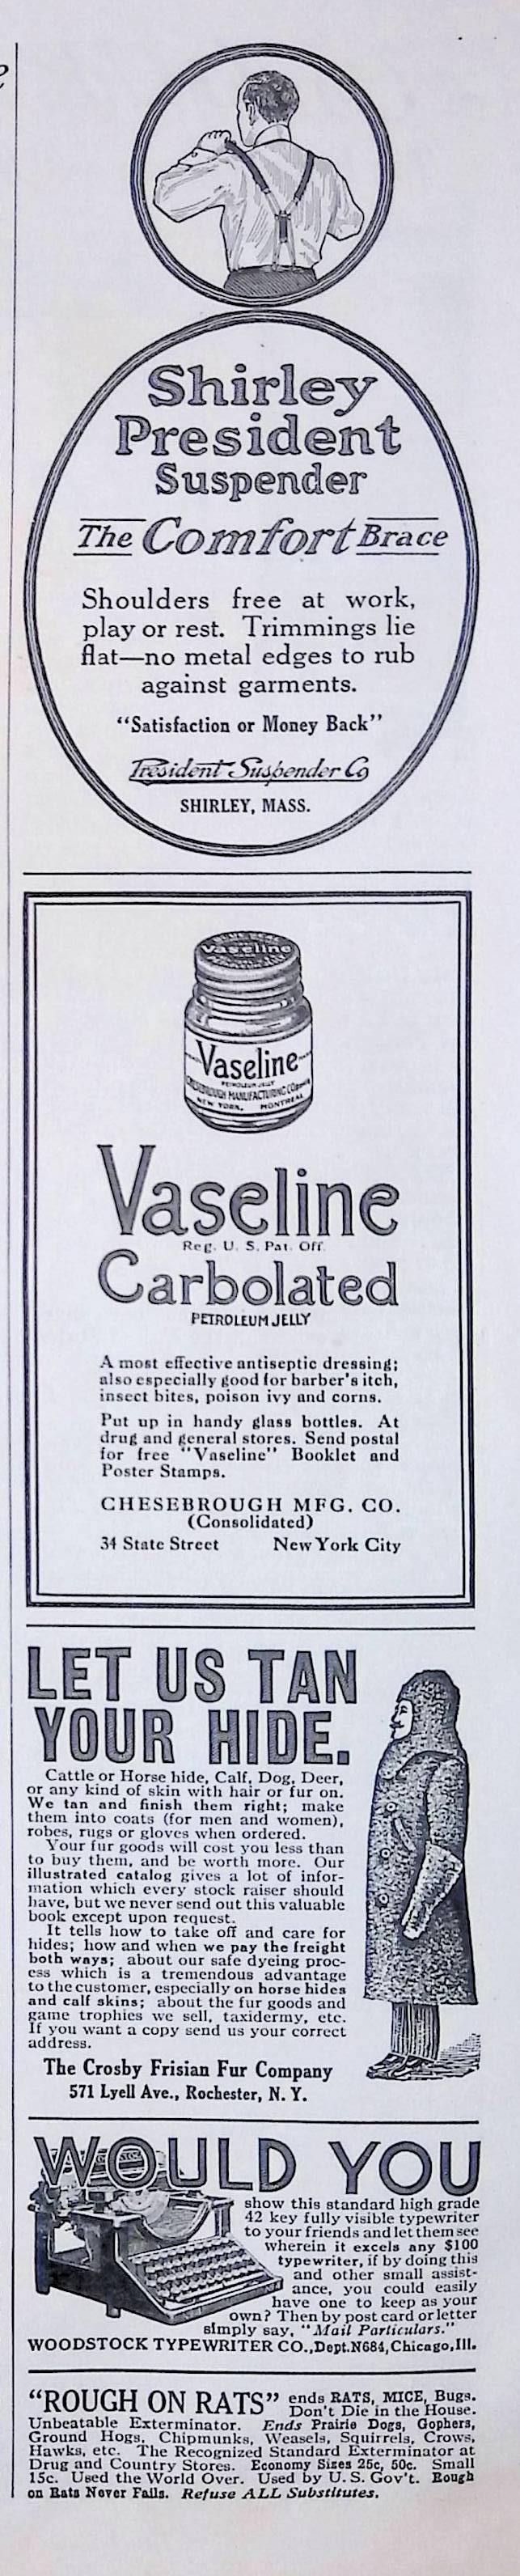 Shirley
President
Suspender
The Comfort Brace
Shoulders free at work,
play or rest. Trimmings lie
flat—no metal edges to rub
against garments.
"Satisfaction or Money Back"
President Suspender Co
SHIRLEY, MASS.
Vaseline
Vaseline
PETROLEUM JELLY
CHESEBROUGH MANUFACTURING CO
NEW YORK. MONTREAL
Vaseline
Reg. U. S. Pat. Off.
Carbolated
PETROLEUM JELLY
A most effective antiseptic dressing;
also especially good for barber's itch,
insect bites, poison ivy and corns.
Put up in handy glass bottles. At
drug and general stores. Send postal
for free "Vaseline" Booklet and
Poster Stamps.
CHESEBROUGH MFG. CO.
(Consolidated)
34 State Street New York City
LET US TAN
YOUR HIDE.
Cattle or Horse hide, Calf, Dog, Deer,
or any kind of skin with hair or fur on.
We tan and finish them right; make
them into coats (for men and women),
robes, rugs or gloves when ordered.
Your fur goods will cost you less than
to buy them, and be worth more. Our
illustrated catalog gives a lot of infor-
mation which every stock raiser should
have, but we never send out this valuable
book except upon request.
It tells how to take off and care for
hides; how and when we pay the freight
both ways; about our safe dyeing proc-
ess which is a tremendous advantage
to the customer, especially on horse hides
and calf skins; about the fur goods and
game trophies we sell, taxidermy, etc.
If you want a copy send us your correct
address.
The Crosby Frisian Fur Company
571 Lyell Ave., Rochester, N. Y.
WOULD YOU
show this standard high grade
42 key fully visible typewriter
to your friends and let them see
wherein it excels any $100
typewriter, if by doing this
and other small assist-
ance, you could easily
have one to keep as your
own? Then by post card or letter
simply say, "Mail Particulars."
WOODSTOCK TYPEWRITER CO., Dept. N684, Chicago, Ill.
"ROUGH ON RATS" ends RATS, MICE, Bugs.
Don't Die in the House.
Unbeatable Exterminator. Ends Prairie Dogs, Gophers,
Ground Hogs, Chipmunks, Weasels, Squirrels, Crows,
Hawks, etc. The Recognized Standard Exterminator at
Drug and Country Stores. Economy Sizes 25c, 50c. Small
15c. Used the World Over. Used by U. S. Gov't. Rough
on Rats Never Fails. Refuse ALL Substitutes.